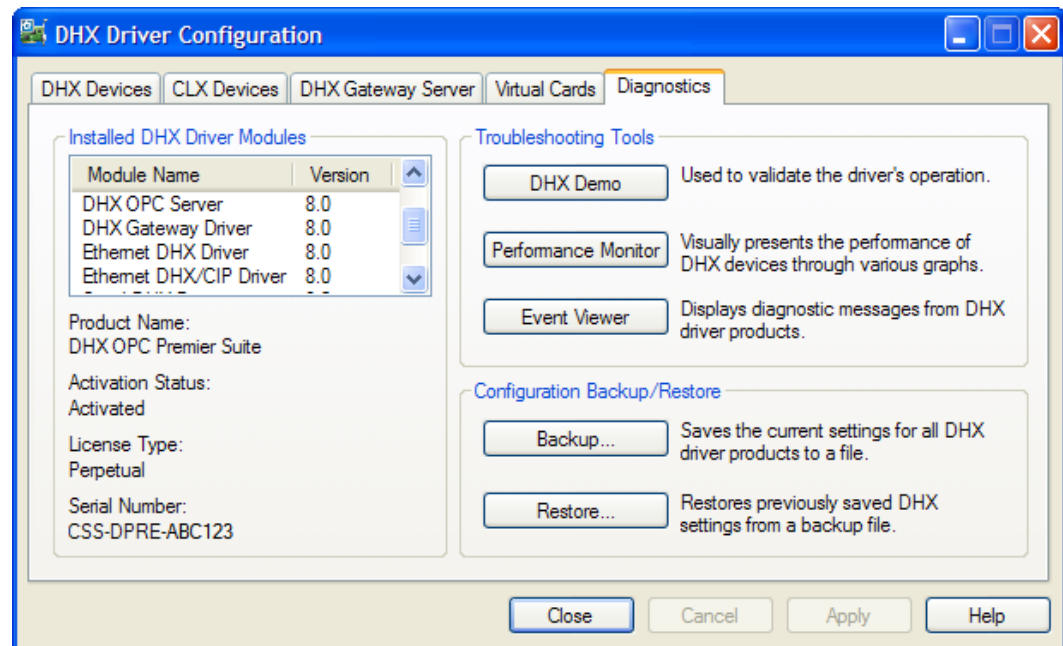 DHX Driver Configuration
DHX Devices
CLX Devices
DHX Gateway Server
Virtual Cards
Diagnostics
Installed DHX Driver Modules
Module Name Version
DHX OPC Server 8.0
DHX Gateway Driver 8.0
Ethernet DHX Driver 8.0
Ethernet DHX/CIP Driver 8.0
Product Name:
DHX OPC Premier Suite
Activation Status:
Activated
License Type:
Perpetual
Serial Number:
CSS-DPRE-ABC123
Troubleshooting Tools
DHX Demo
Used to validate the driver's operation.
Performance Monitor
Visually presents the performance of
DHX devices through various graphs.
Event Viewer
Displays diagnostic messages from DHX
driver products.
Configuration Backup/Restore
Backup...
Saves the current settings for all DHX
driver products to a file.
Restore...
Restores previously saved DHX
settings from a backup file.
Close
Cancel
Apply
Help